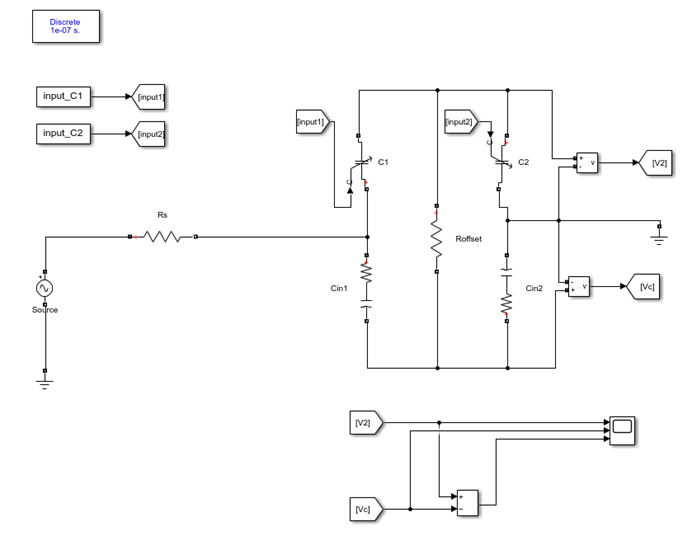 Discrete
1e-07 s.
input_C1
[input1]
input_C2
[input2]
[input1]
C
C1
[input2]
C
C2
+
-
v
[V2]
Rs
Roffset
+
Source
Cin1
Cin2
-
+
v
[Vc]
[V2]
[Vc]
+
−